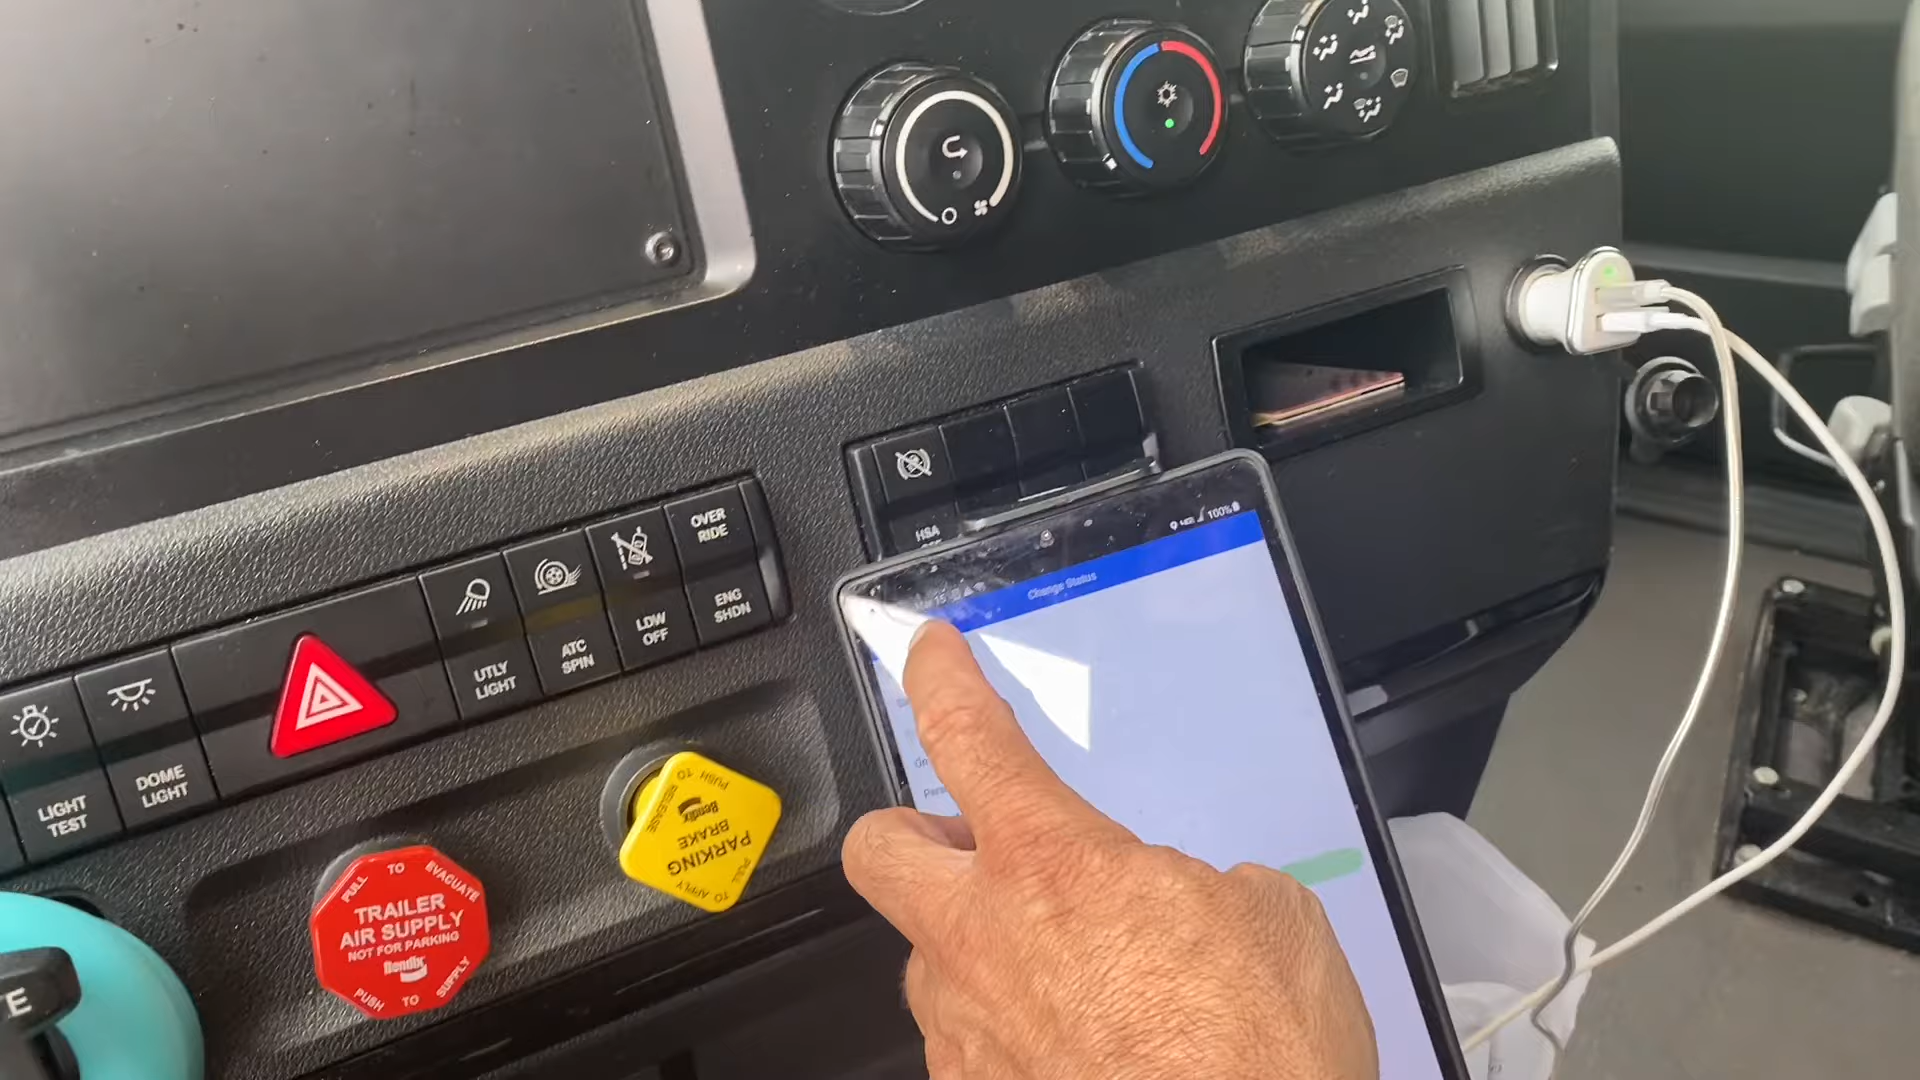 OVER
RIDE
HSA
ENG
SHDN
LDW
OFF
ATC
SPIN
UTLY
LIGHT
DOME
LIGHT
LIGHT
TEST
100%
Change Status
PUSH TO RELEASE
Bendix
PARKING
BRAKE
PULL TO APPLY
PULL TO EVACUATE
TRAILER
AIR SUPPLY
NOT FOR PARKING
Bendix
PUSH TO SUPPLY
TE